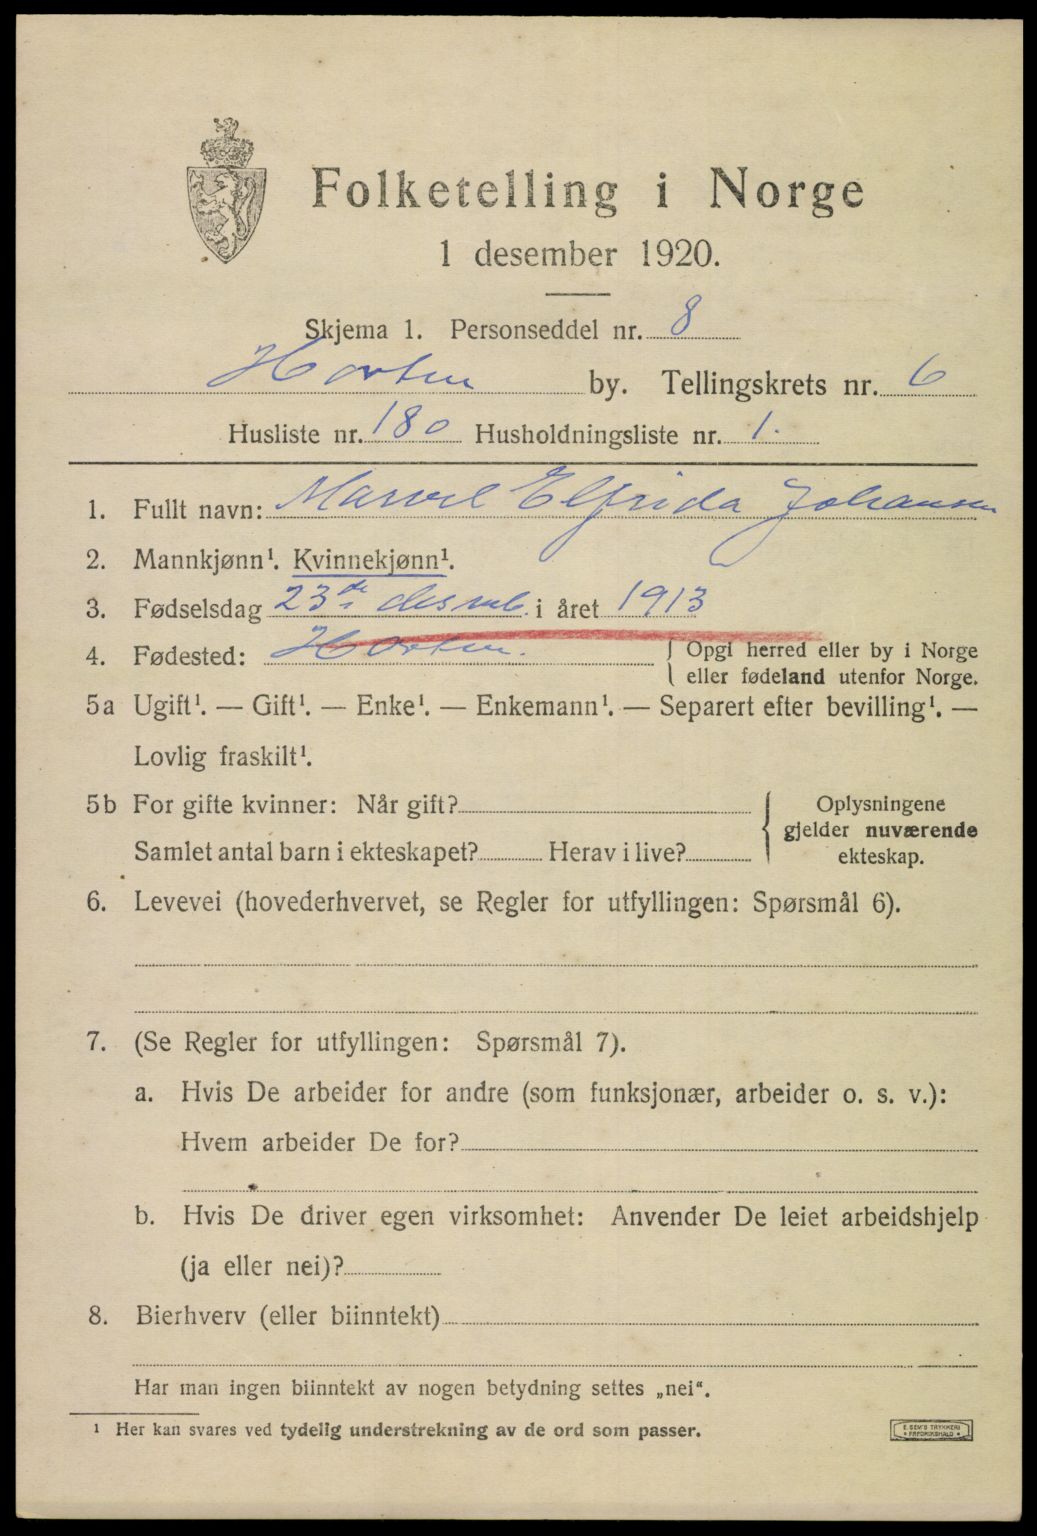 Folketelling i Norge
1 desember 1920.
Skjema 1. Personseddel nr. 8
Horten by. Tellingskrets nr. 6
Husliste nr. 180 Husholdningsliste nr. 1.
1. Fullt navn: Elfrida Johansen
2. Mannkjønn¹. Kvinnekjønn¹.
3. Fødselsdag 23de i året 1913
4. Fødested: Horten. { Opgi herred eller by i Norge
eller fødeland utenfor Norge.
5a Ugift¹. — Gift¹. — Enke¹. — Enkemann¹. — Separert efter bevilling¹. —
Lovlig fraskilt¹.
5b For gifte kvinner: Når gift? { Oplysningene
gjelder nuværende
Samlet antal barn i ekteskapet? Herav i live? ekteskap.
6. Levevei (hovederhvervet, se Regler for utfyllingen: Spørsmål 6).
7. (Se Regler for utfyllingen: Spørsmål 7).
a. Hvis De arbeider for andre (som funksjonær, arbeider o. s. v.):
Hvem arbeider De for?
b. Hvis De driver egen virksomhet: Anvender De leiet arbeidshjelp
(ja eller nei)?
8. Bierhverv (eller biinntekt)
Har man ingen biinntekt av nogen betydning settes „nei“.
¹ Her kan svares ved tydelig understrekning av de ord som passer.
E. SEM'S TRYKKERI
FREDRIKSHALD